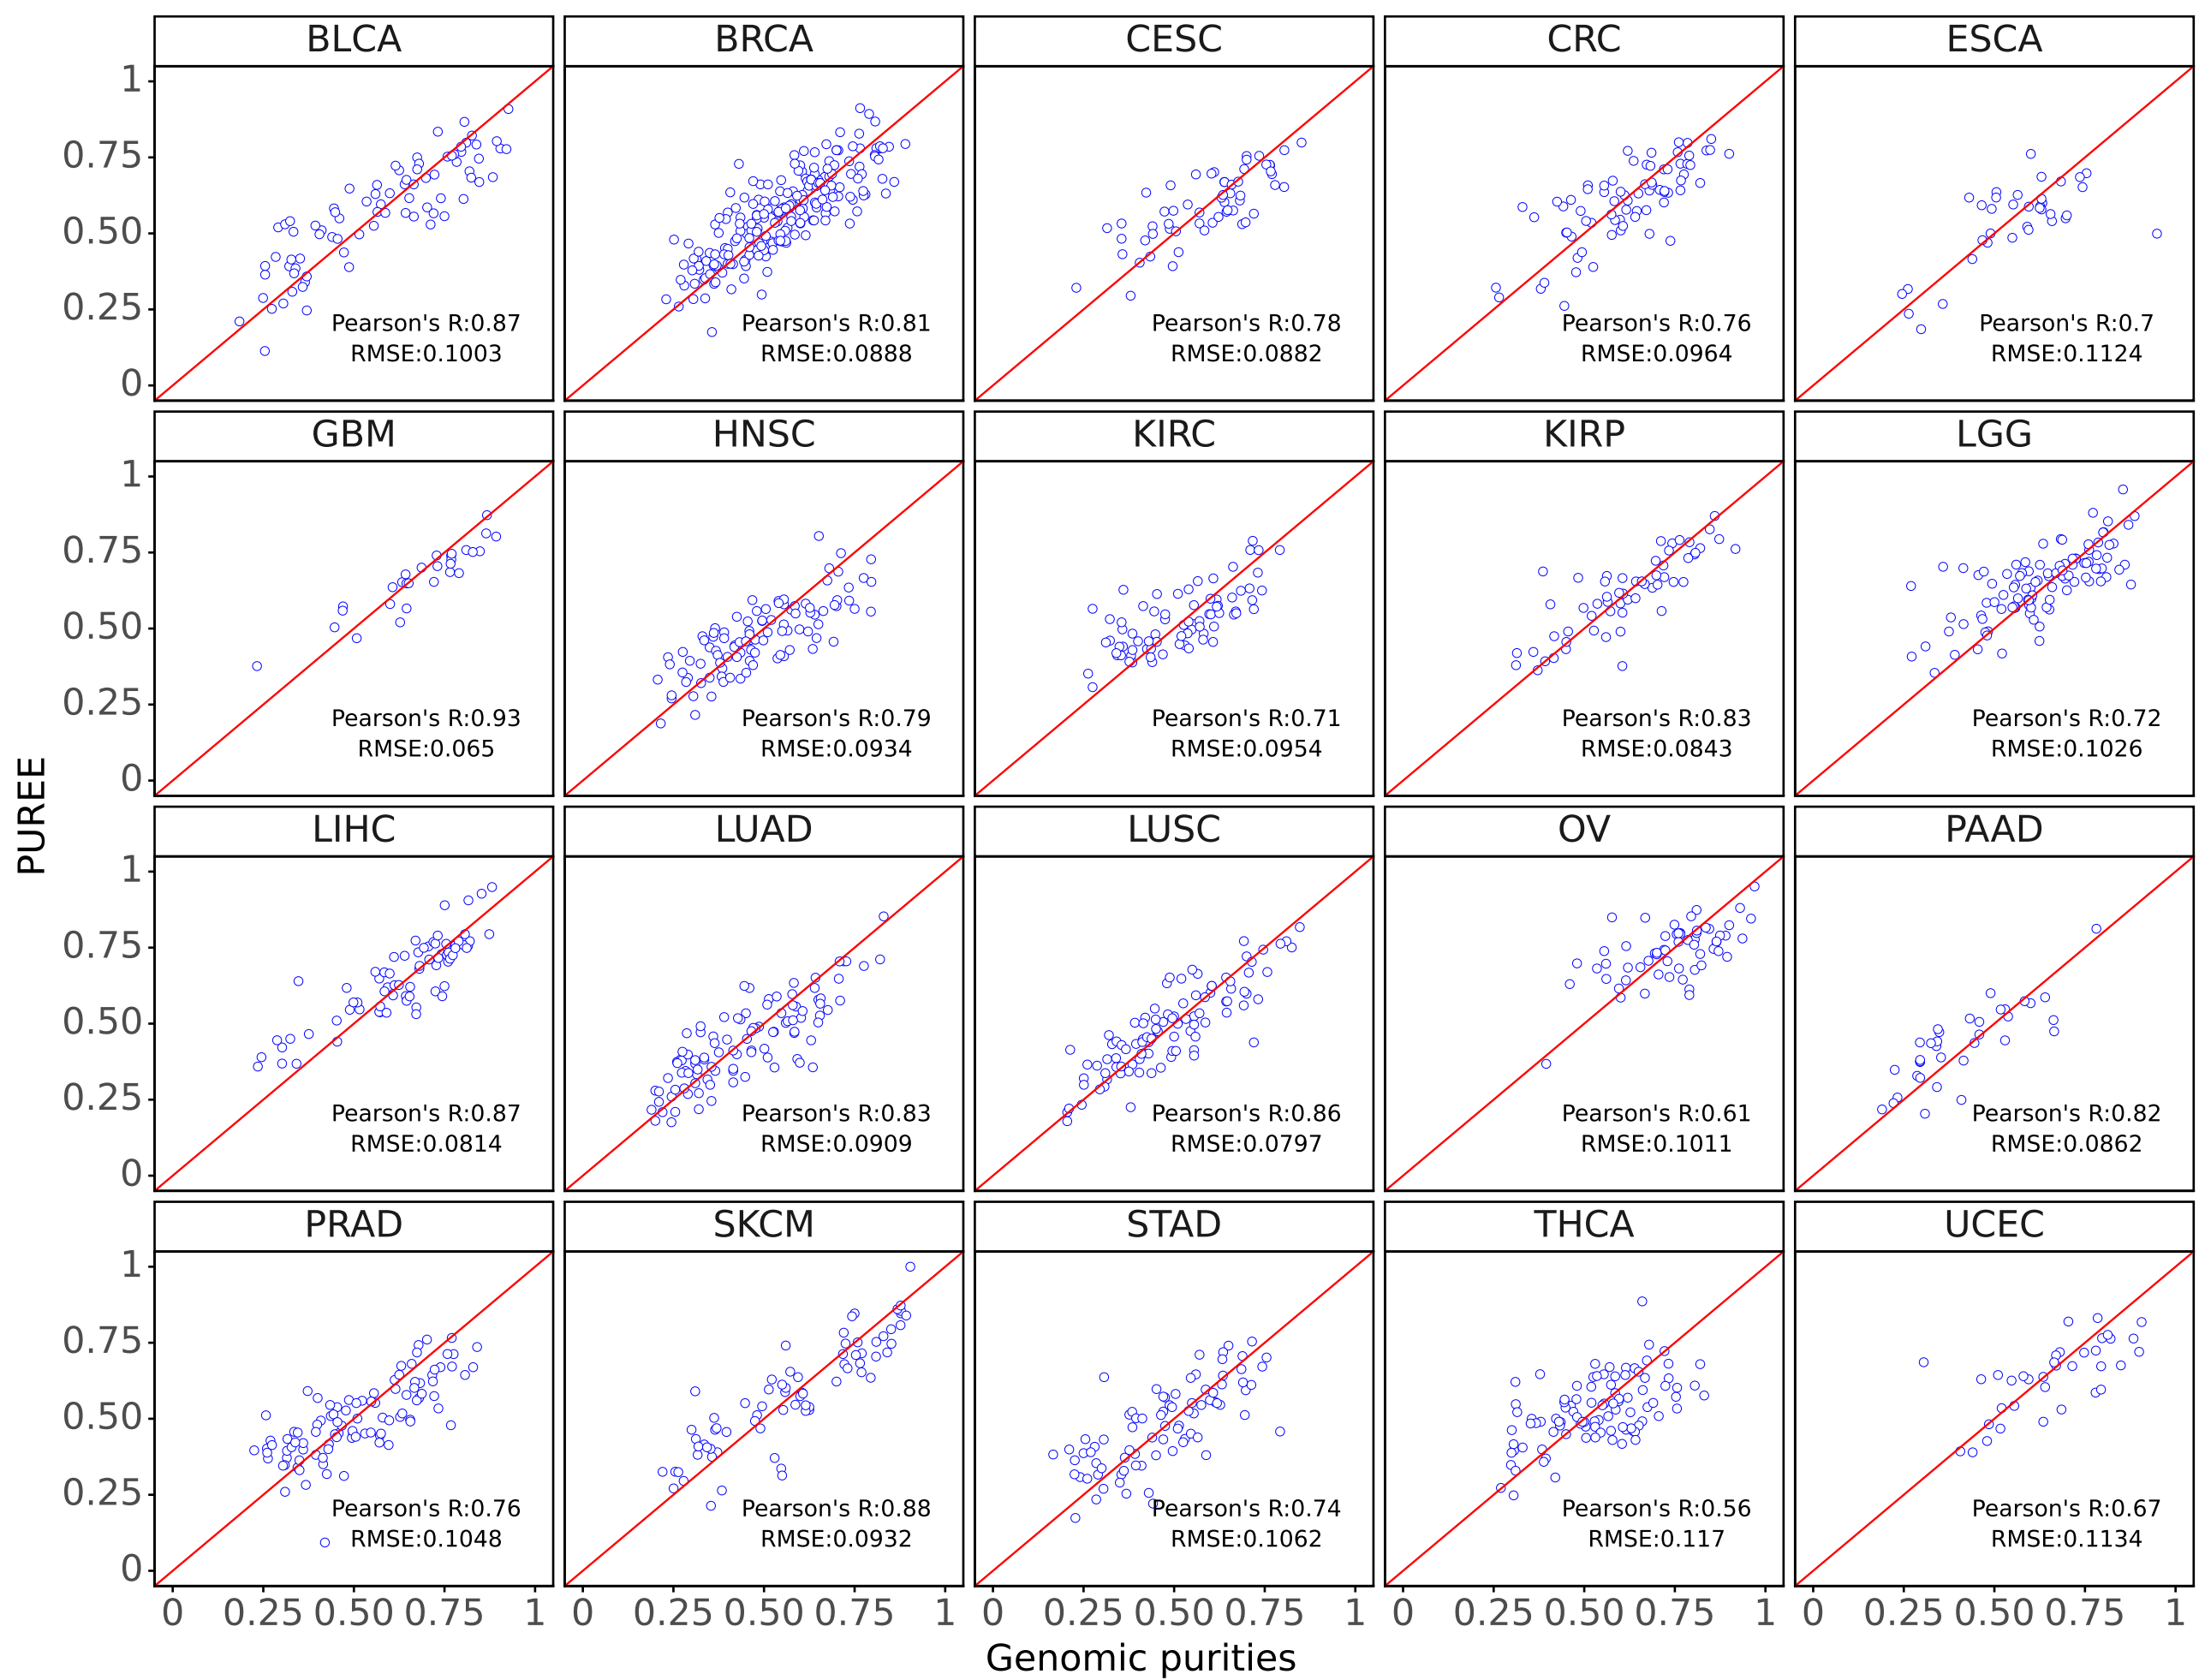 BLCA BRCA CESC CRC ESCA
1
0.75
0.50
0.25
0
Pearson's R:0.87 Pearson's R:0.81 Pearson's R:0.78 Pearson's R:0.76 Pearson's R:0.7
RMSE:0.1003 RMSE:0.0888 RMSE:0.0882 RMSE:0.0964 RMSE:0.1124
GBM HNSC KIRC KIRP LGG
1
0.75
0.50
0.25
0
Pearson's R:0.93 Pearson's R:0.79 Pearson's R:0.71 Pearson's R:0.83 Pearson's R:0.72
RMSE:0.065 RMSE:0.0934 RMSE:0.0954 RMSE:0.0843 RMSE:0.1026
PUREE
LIHC LUAD LUSC OV PAAD
1
0.75
0.50
0.25
0
Pearson's R:0.87 Pearson's R:0.83 Pearson's R:0.86 Pearson's R:0.61 Pearson's R:0.82
RMSE:0.0814 RMSE:0.0909 RMSE:0.0797 RMSE:0.1011 RMSE:0.0862
PRAD SKCM STAD THCA UCEC
1
0.75
0.50
0.25
0
Pearson's R:0.76 Pearson's R:0.88 Pearson's R:0.74 Pearson's R:0.56 Pearson's R:0.67
RMSE:0.1048 RMSE:0.0932 RMSE:0.1062 RMSE:0.117 RMSE:0.1134
0 0.25 0.50 0.75 1 0 0.25 0.50 0.75 1 0 0.25 0.50 0.75 1 0 0.25 0.50 0.75 1 0 0.25 0.50 0.75 1
Genomic purities